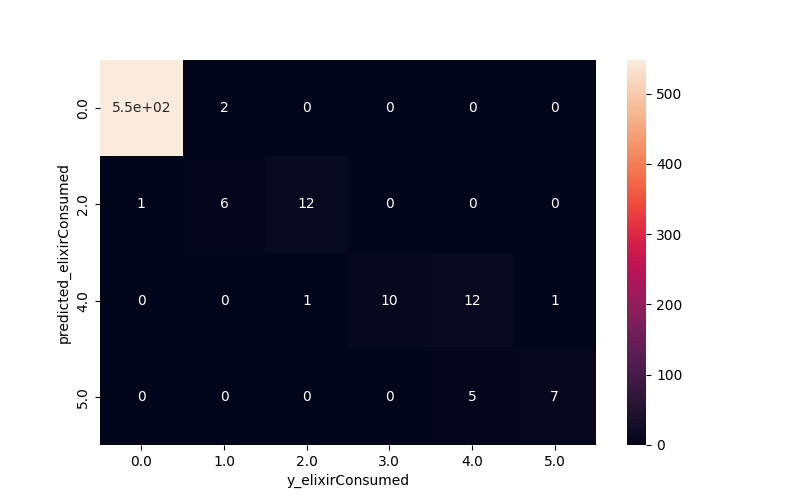 5.5e+02 2 0 0 0 0
1 6 12 0 0 0
0 0 1 10 12 1
0 0 0 0 5 7
0.0
2.0
4.0
5.0
predicted_elixirConsumed
0.0 1.0 2.0 3.0 4.0 5.0
y_elixirConsumed
500
400
300
200
100
0